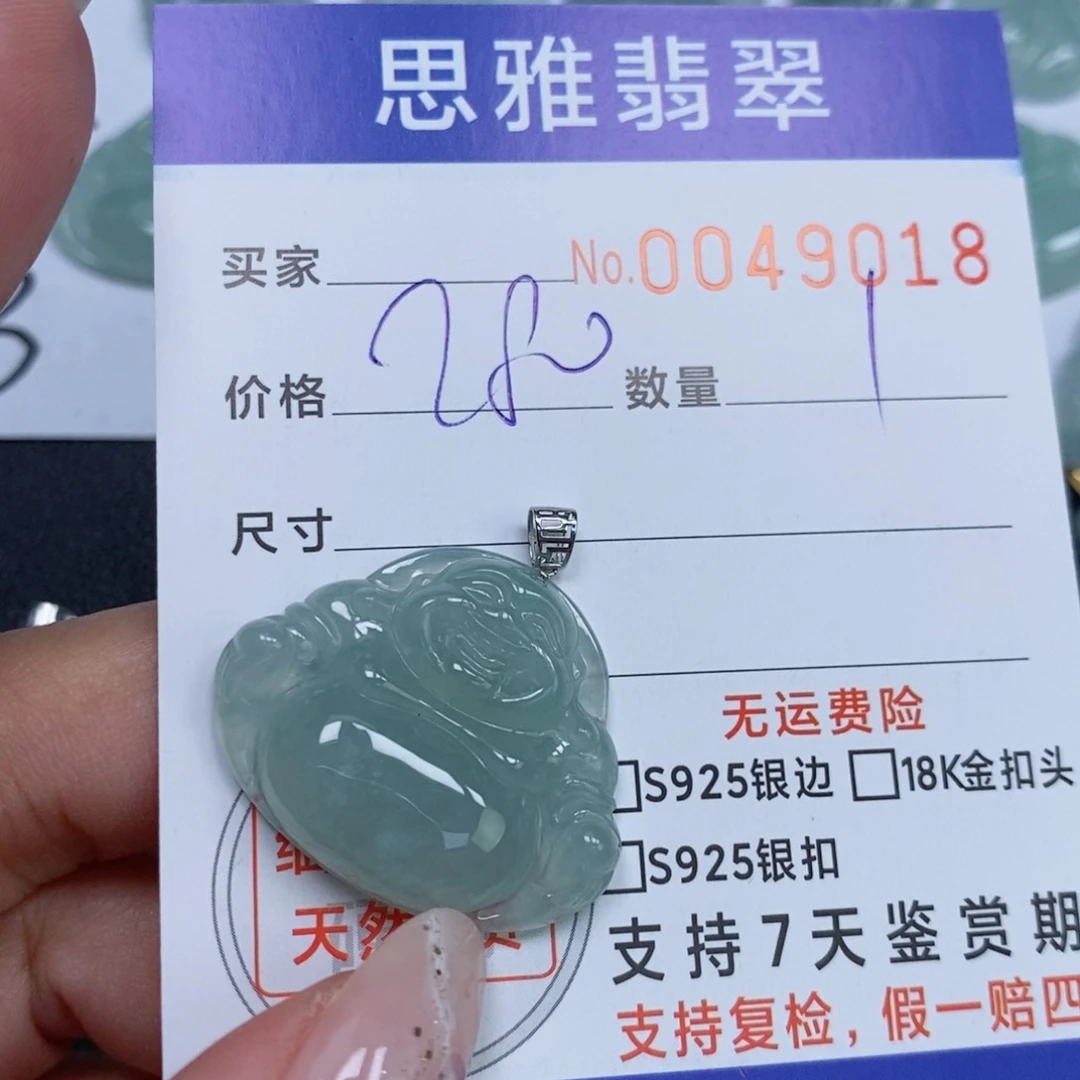 思雅翡翠
买家 No.0049018
价格 数量 1
尺寸
无运费险
S925银边 18K金扣头
S925银扣
天然
支持7天鉴赏期
支持复检，假一赔四